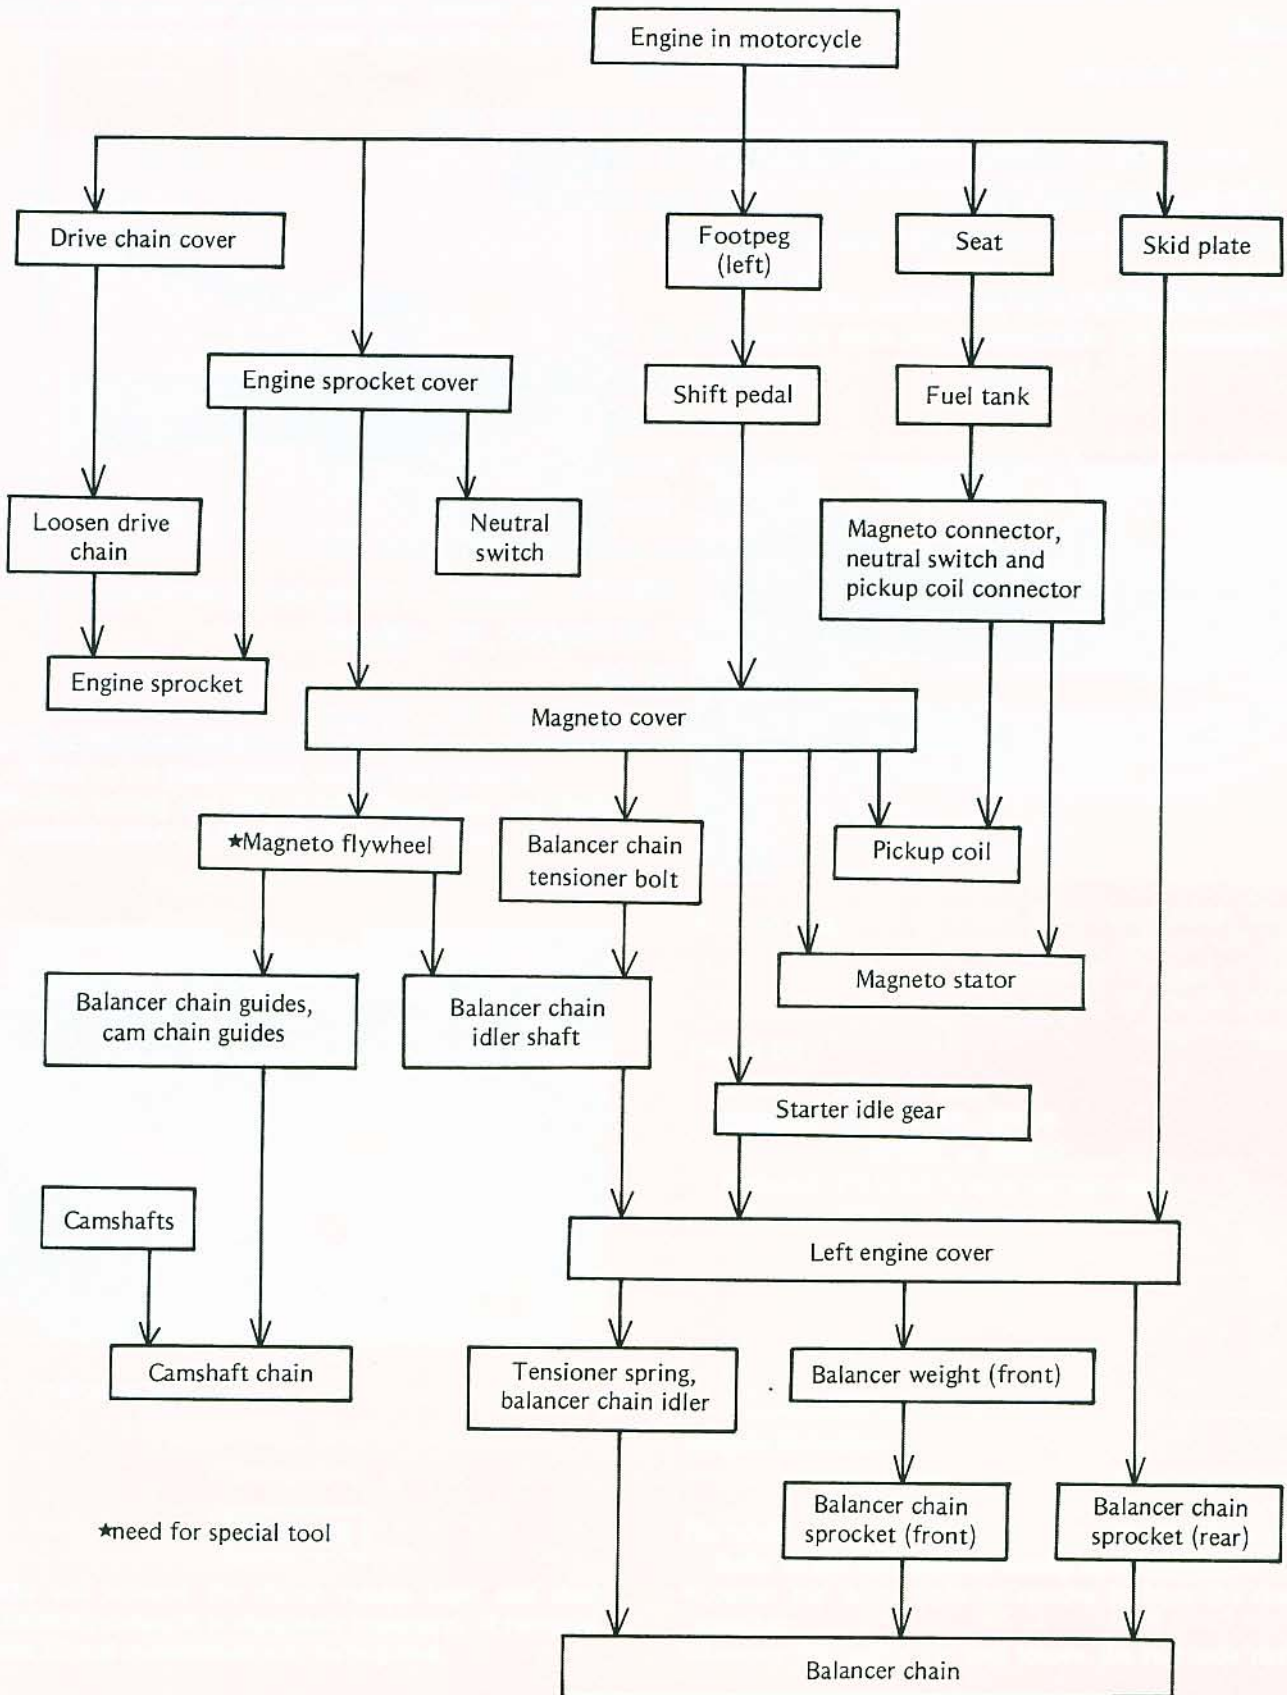 Engine in motorcycle
Drive chain cover
Footpeg
(left)
Seat
Skid plate
Engine sprocket cover
Shift pedal
Fuel tank
Loosen drive
chain
Neutral
switch
Magneto connector,
neutral switch and
pickup coil connector
Engine sprocket
Magneto cover
★Magneto flywheel
Balancer chain
tensioner bolt
Pickup coil
Balancer chain guides,
cam chain guides
Balancer chain
idler shaft
Magneto stator
Starter idle gear
Camshafts
Left engine cover
Camshaft chain
Tensioner spring,
balancer chain idler
Balancer weight (front)
Balancer chain
sprocket (front)
Balancer chain
sprocket (rear)
★need for special tool
Balancer chain